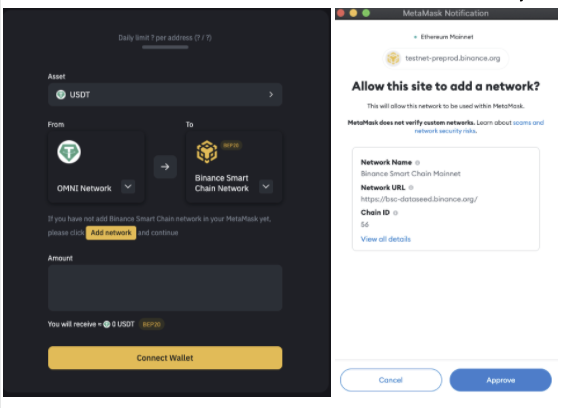 Daily limit ? per address (? / ?)
Asset
USDT
From
To
OMNI Network
BEP20
Binance Smart
Chain Network
If you have not add Binance Smart Chain network in your MetaMask yet,
please click Add network and continue
Amount
You will receive ≈ 0 USDT BEP20
Connect Wallet
MetaMask Notification
Ethereum Mainnet
testnet-preprod.binance.org
Allow this site to add a network?
This will allow this network to be used within MetaMask.
MetaMask does not verify custom networks. Learn about scams and
network security risks.
Network Name
Binance Smart Chain Mainnet
Network URL
https://bsc-dataseed.binance.org/
Chain ID
56
View all details
Cancel
Approve